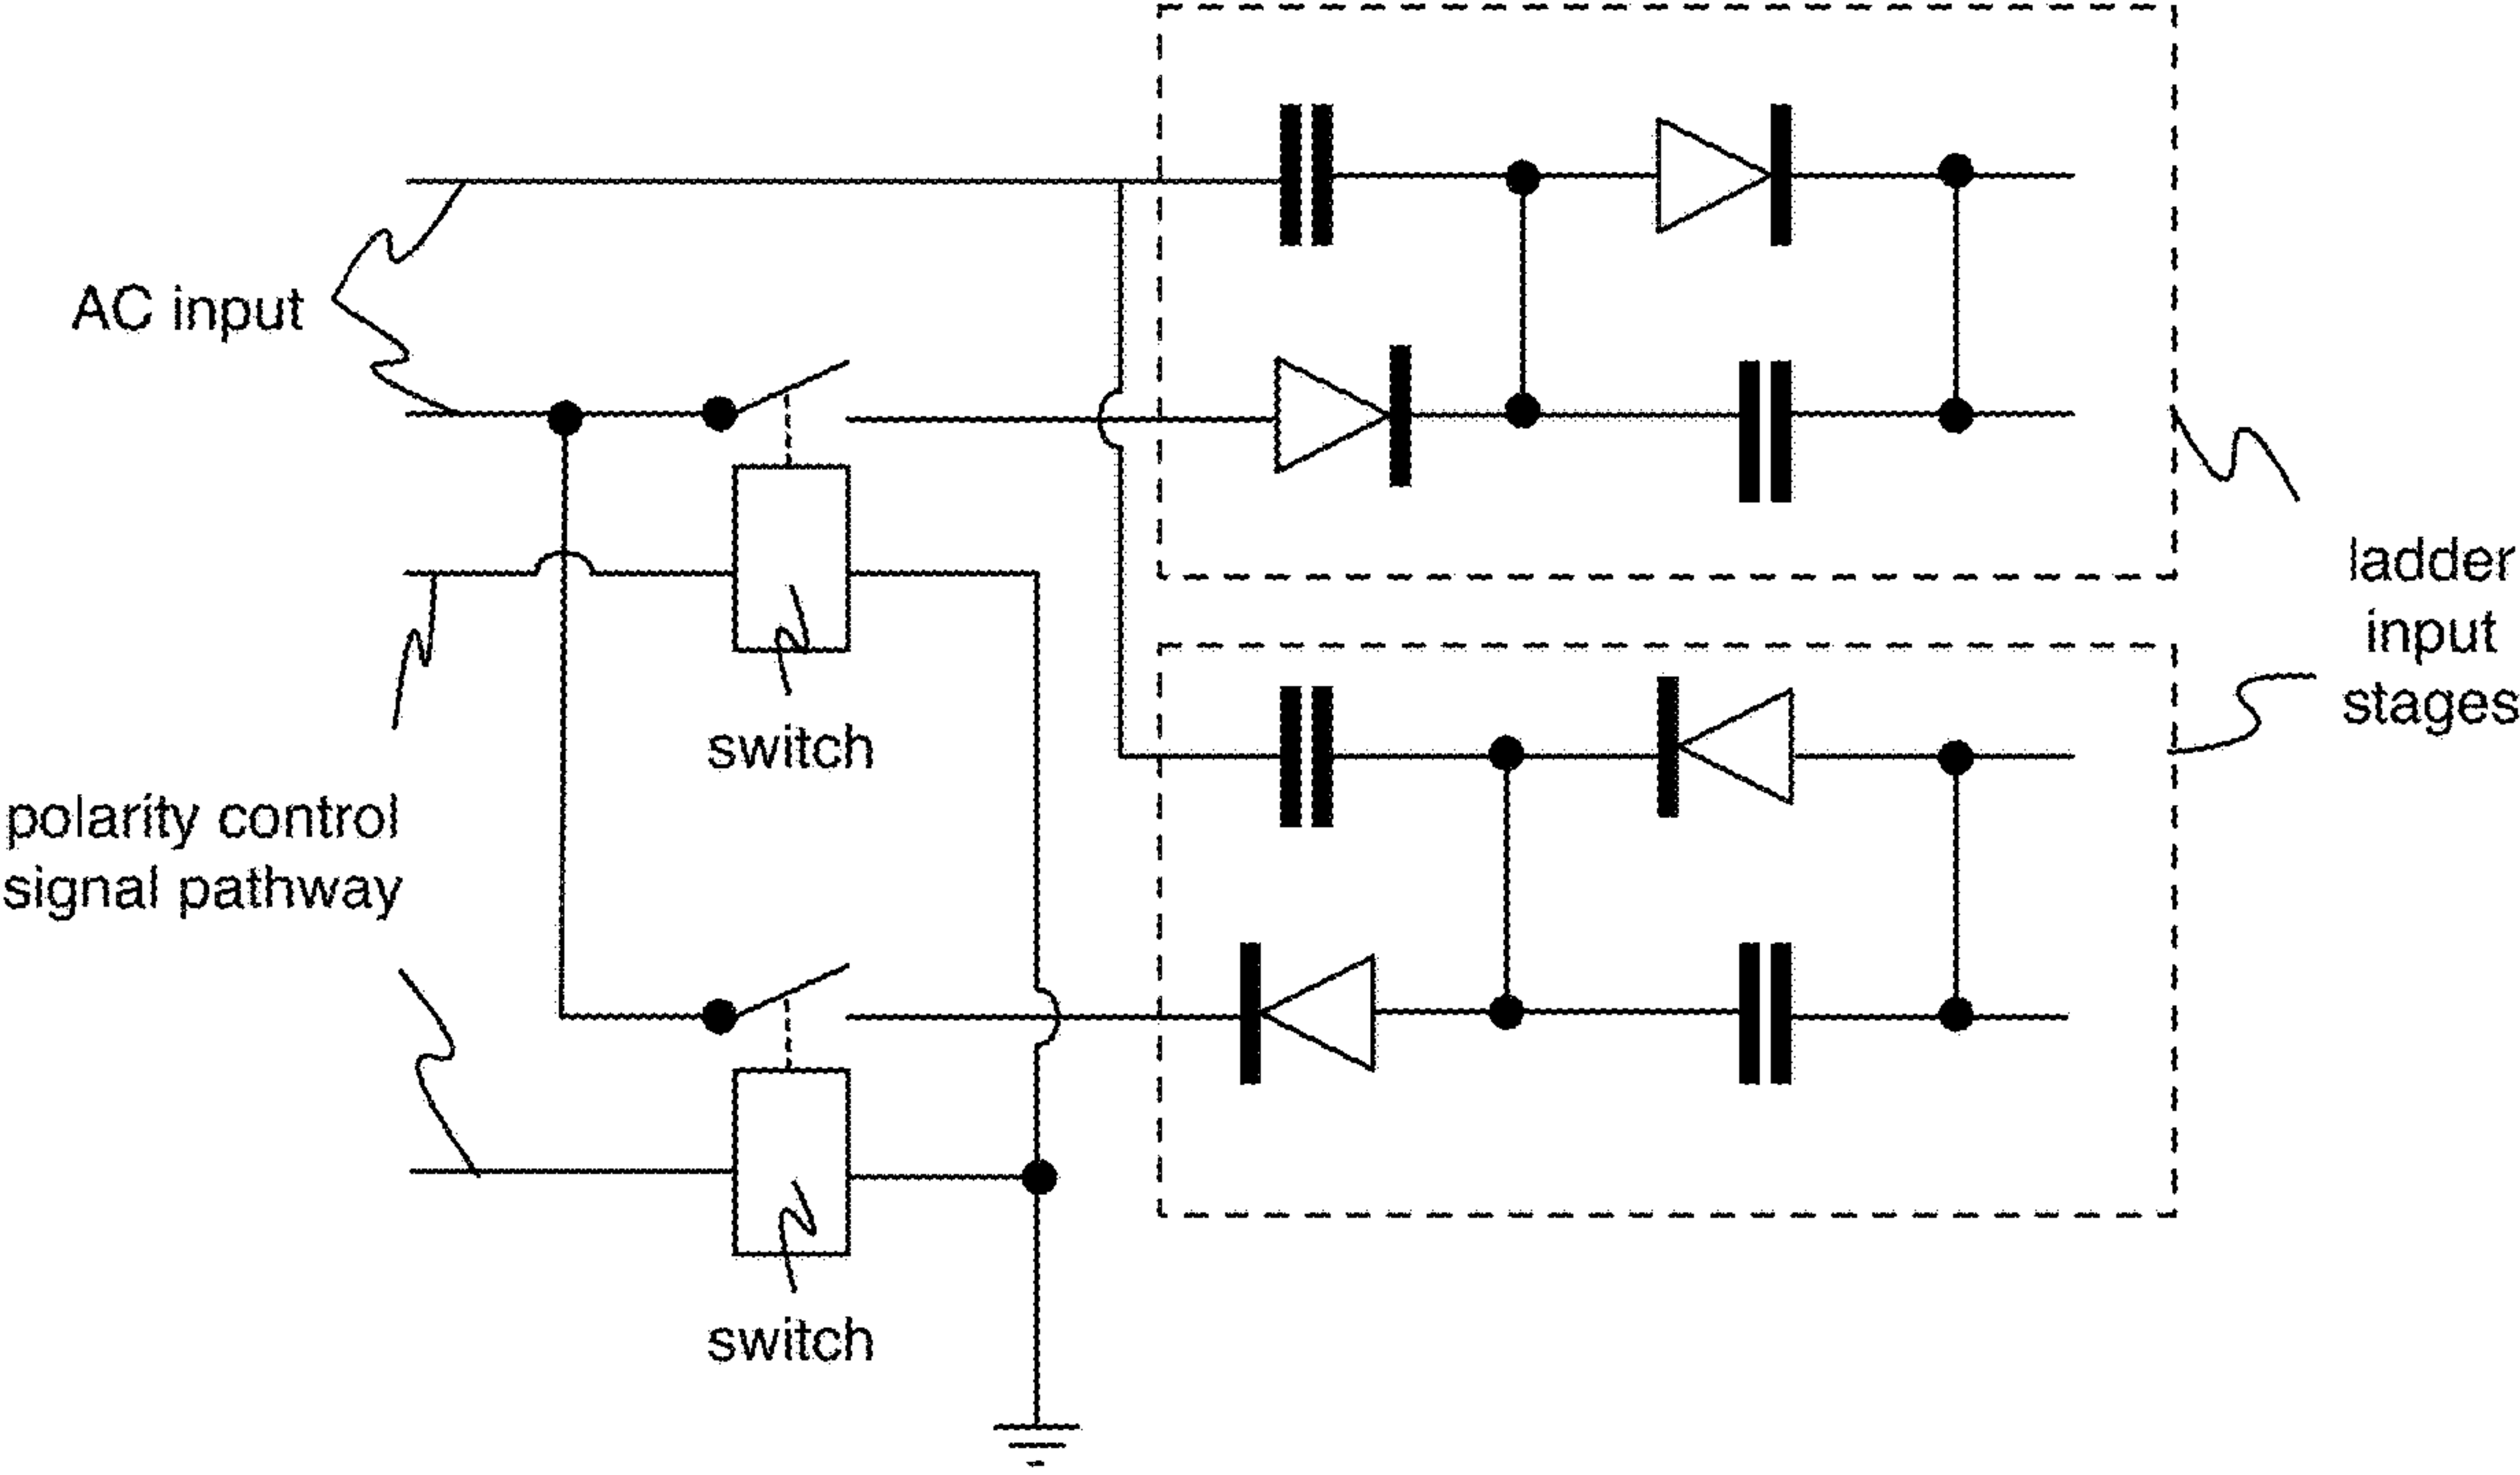 AC input
ladder
input
stages
switch
polarity control
signal pathway
switch